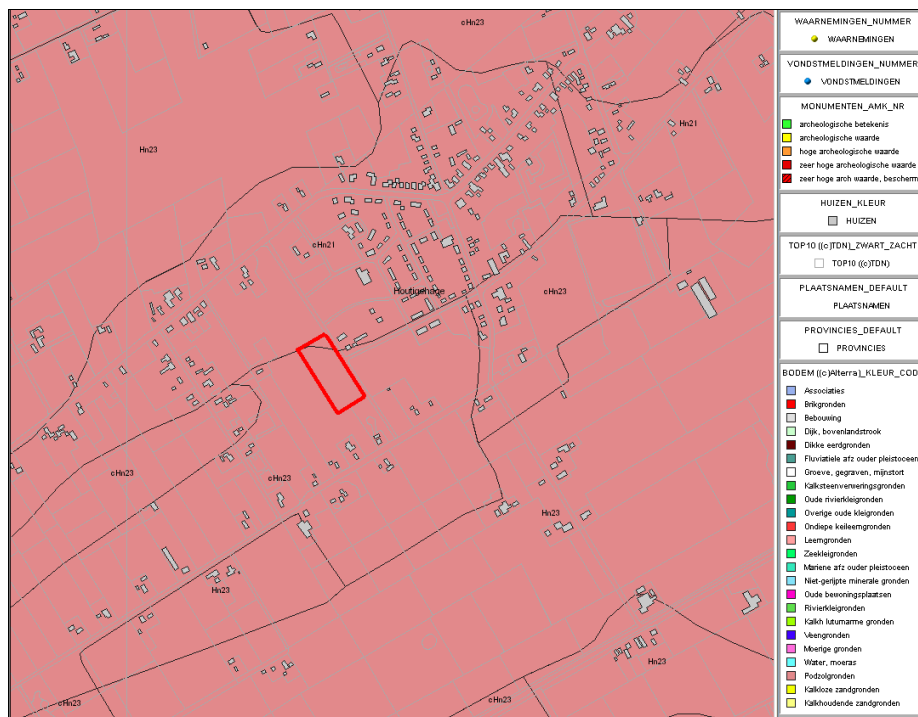 cHn23
Hn21
Hn23
cHn21
cHn23
Houtigehage
cHn23
cHn23
Hn23
Hn23
Hn23
cHn23
cHn23
WAARNEMINGEN_NUMMER
WAARNEMINGEN
VONDSTMELDINGEN_NUMMER
VONDSTMELDINGEN
MONUMENTEN_AMK_NR
archeologische betekenis
archeologische waarde
hoge archeologische waarde
zeer hoge archeologische waarde
zeer hoge arch waarde, bescherm
HUIZEN_KLEUR
HUIZEN
TOP10 ((c)TDN)_ZWART_ZACHT
TOP10 ((c)TDN)
PLAATSNAMEN_DEFAULT
PLAATSNAMEN
PROVINCIES_DEFAULT
PROVINCIES
BODEM ((c)Alterra)_KLEUR_COD
Associaties
Brikgronden
Bebouwing
Dijk, bovenlandstrook
Dikke eerdgronden
Fluviatiele afz ouder pleistoceen
Groeve, gegraven, mijnstort
Kalksteenverweringsgronden
Oude rivierkleigronden
Overige oude kleigronden
Ondiepe keileemgronden
Leemgronden
Zeekleigronden
Mariene afz ouder pleistoceen
Niet-gerijpte minerale gronden
Oude bewoningsplaatsen
Rivierkleigronden
Kalkh lutumarme gronden
Veengronden
Moerige gronden
Water, moeras
Podzolgronden
Kalkloze zandgronden
Kalkhoudende zandgronden